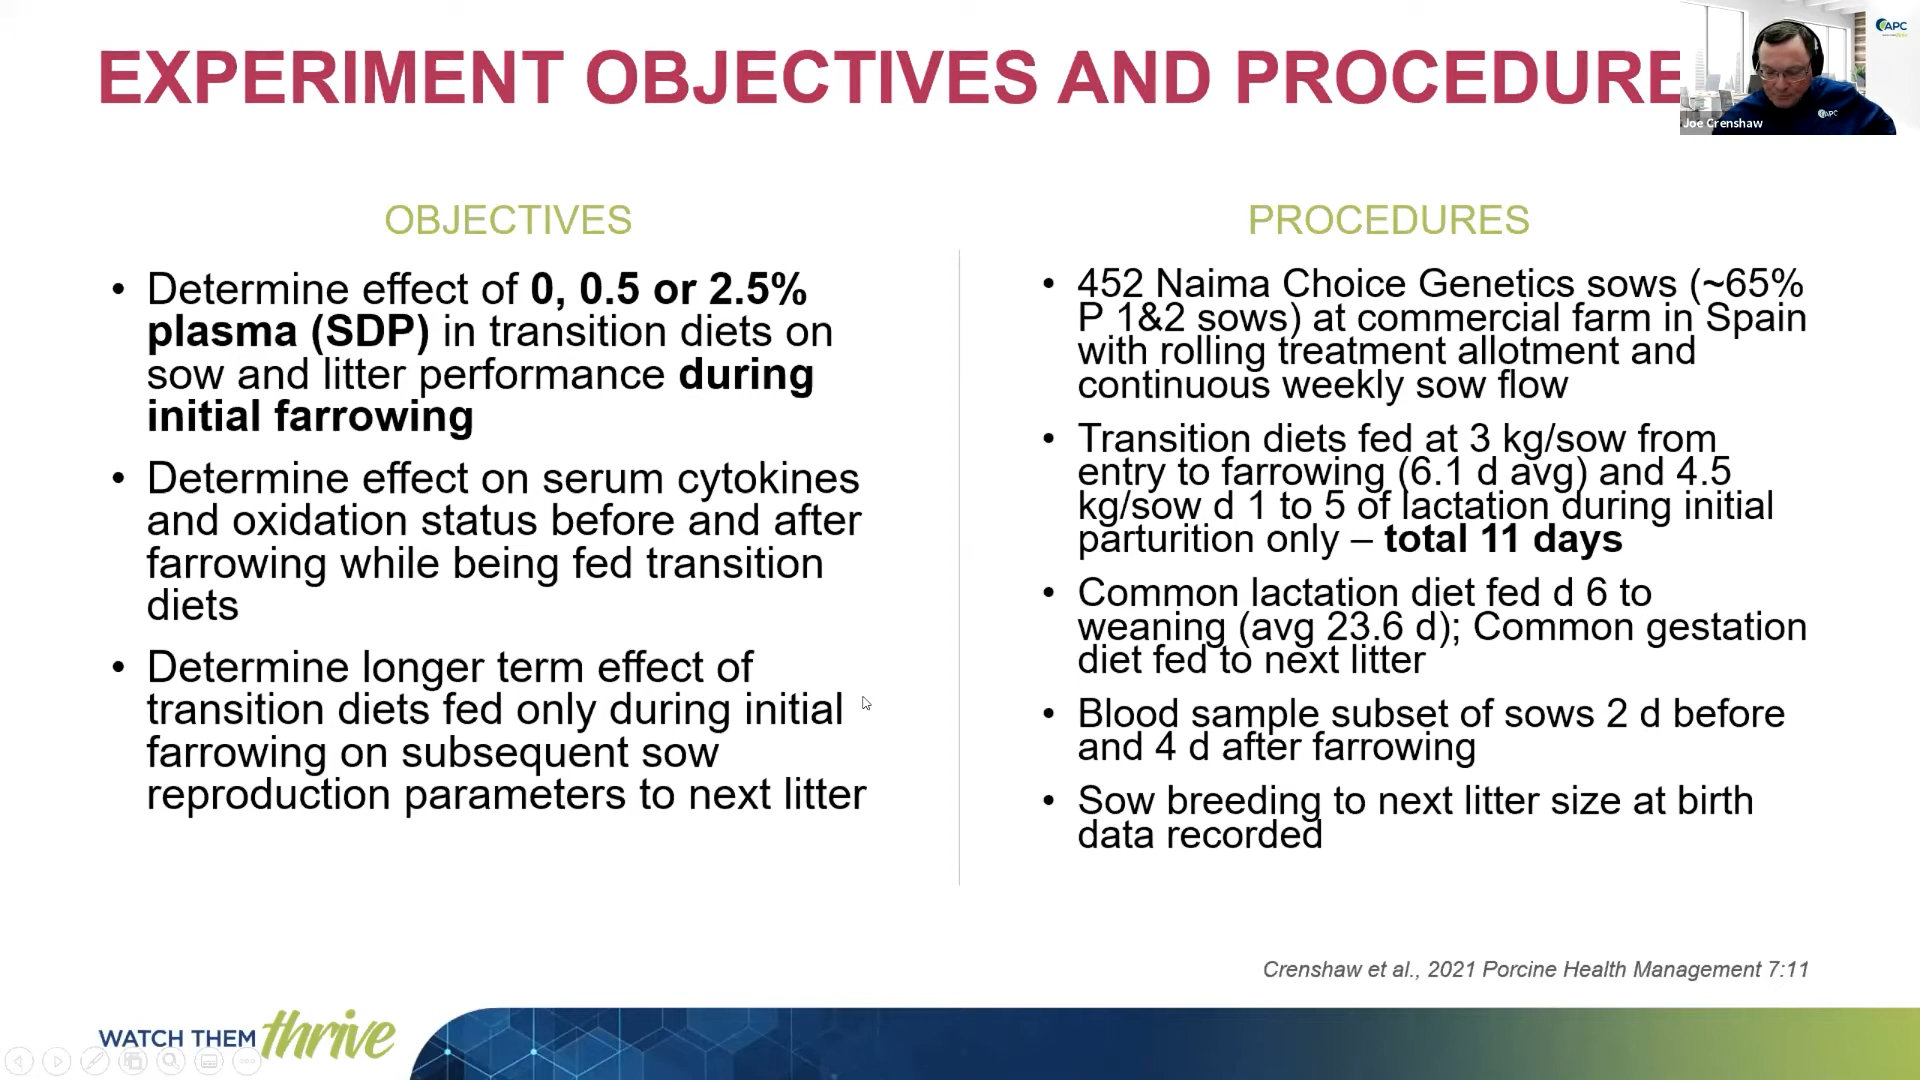 EXPERIMENT OBJECTIVES AND PROCEDURE
APC
Joe Crenshaw
APC
OBJECTIVES
• Determine effect of 0, 0.5 or 2.5%
plasma (SDP) in transition diets on
sow and litter performance during
initial farrowing
• Determine effect on serum cytokines
and oxidation status before and after
farrowing while being fed transition
diets
• Determine longer term effect of
transition diets fed only during initial
farrowing on subsequent sow
reproduction parameters to next litter
PROCEDURES
• 452 Naima Choice Genetics sows (~65%
P 1&2 sows) at commercial farm in Spain
with rolling treatment allotment and
continuous weekly sow flow
• Transition diets fed at 3 kg/sow from
entry to farrowing (6.1 d avg) and 4.5
kg/sow d 1 to 5 of lactation during initial
parturition only – total 11 days
• Common lactation diet fed d 6 to
weaning (avg 23.6 d); Common gestation
diet fed to next litter
• Blood sample subset of sows 2 d before
and 4 d after farrowing
• Sow breeding to next litter size at birth
data recorded
Crenshaw et al., 2021 Porcine Health Management 7:11
WATCH THEM thrive